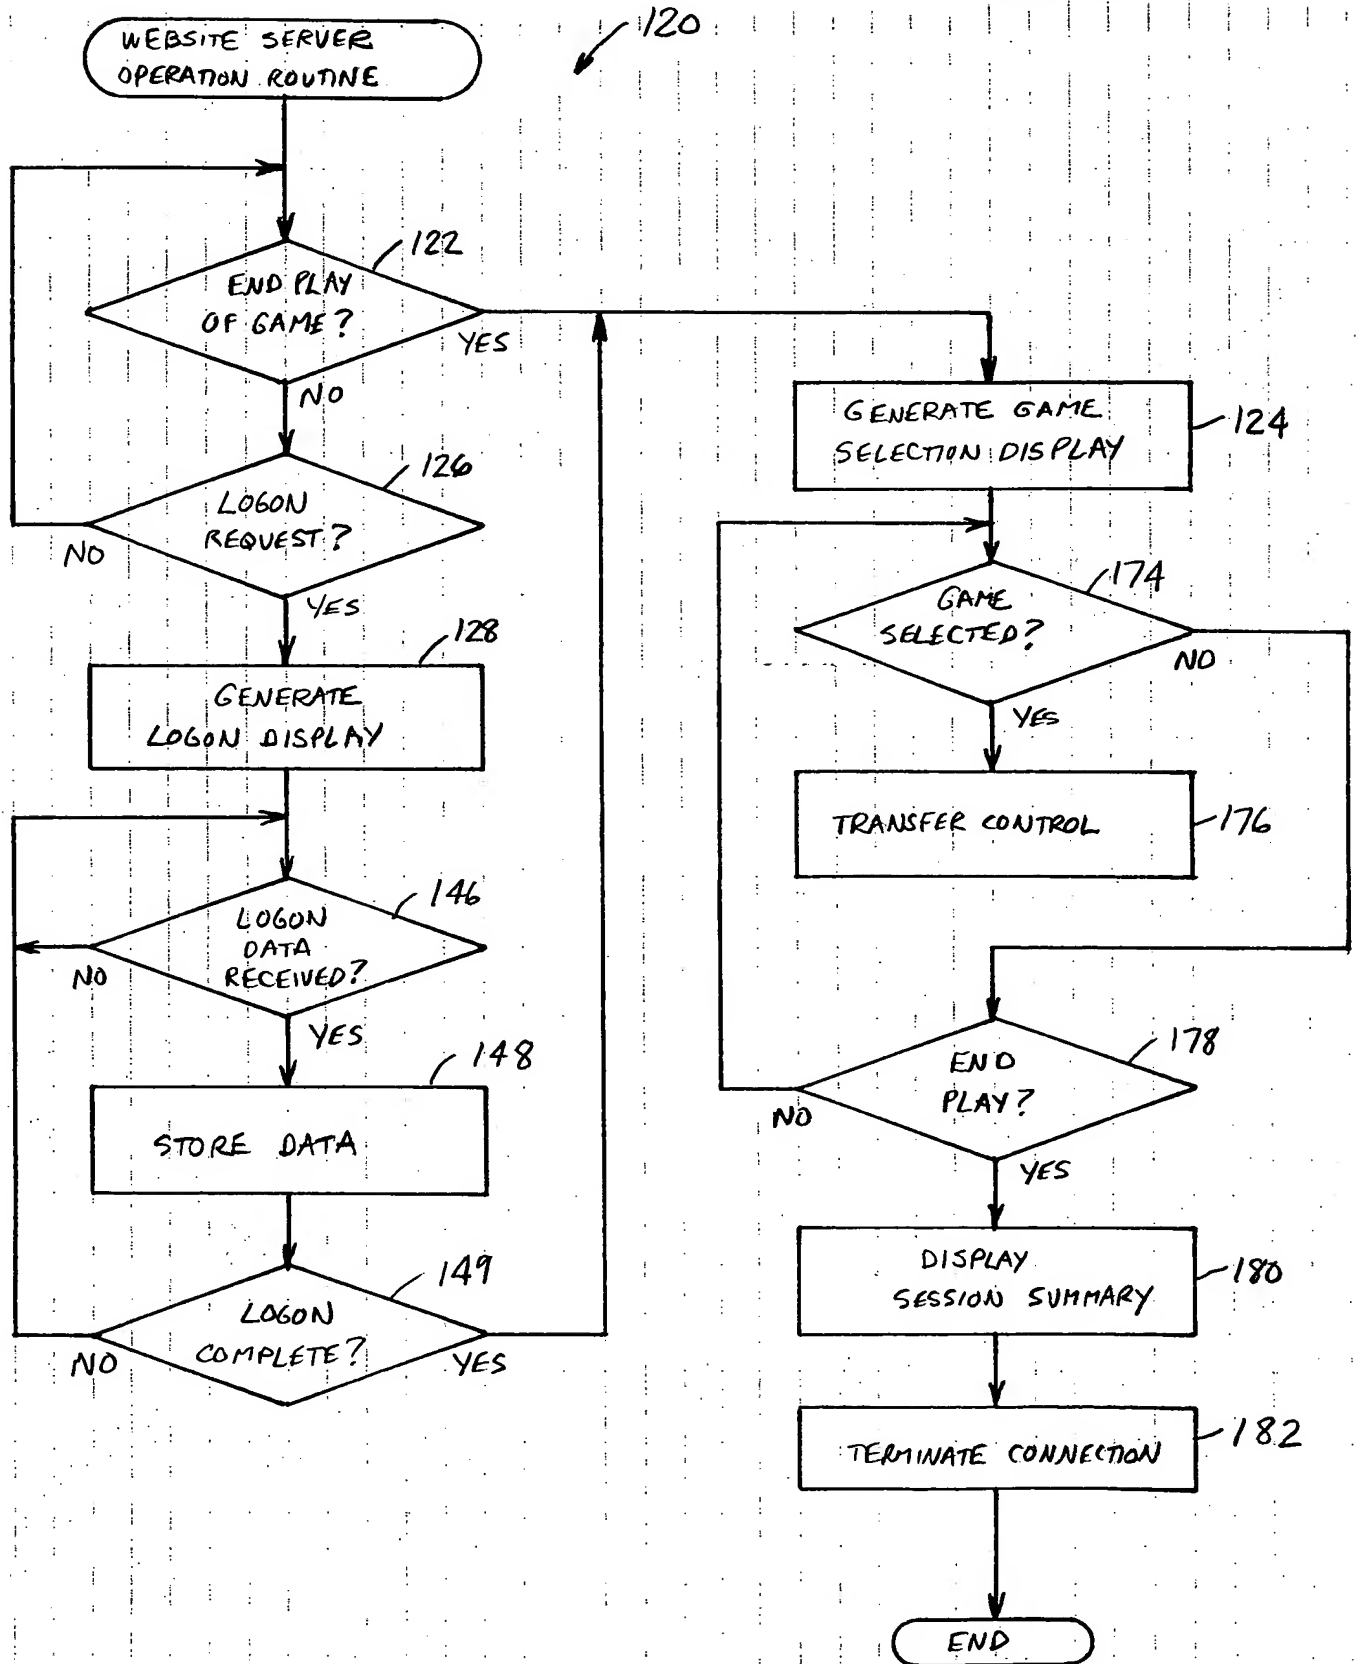 WEBSITE SERVER
OPERATION ROUTINE
120
122
END PLAY
OF GAME?
YES
NO
126
LOGON
REQUEST?
NO
YES
128
GENERATE
LOGON DISPLAY
146
LOGON
DATA
RECEIVED?
NO
YES
148
STORE DATA
149
LOGON
COMPLETE?
NO
YES
GENERATE GAME
SELECTION DISPLAY
124
174
GAME
SELECTED?
NO
YES
TRANSFER CONTROL
176
178
END
PLAY?
NO
YES
DISPLAY
SESSION SUMMARY
180
TERMINATE CONNECTION
182
END